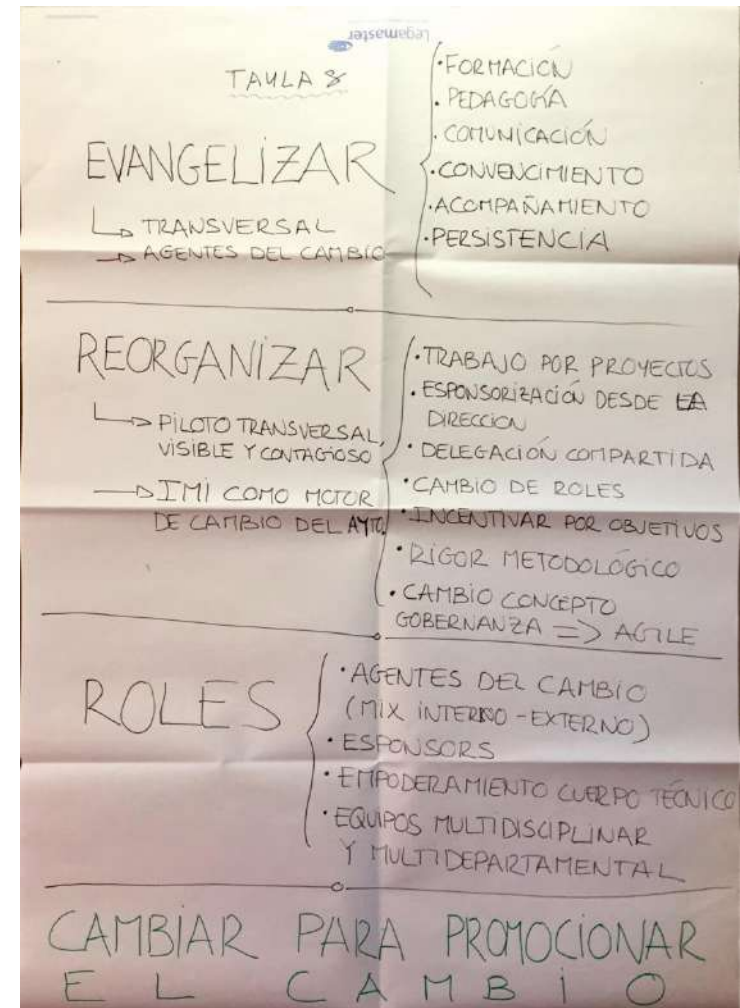 Legamaster
TAULA 8
EVANGELIZAR
TRANSVERSAL
AGENTES DEL CAMBIO
· FORMACIÓN
· PEDAGOGÍA
· COMUNICACIÓN
· CONVENCIMIENTO
· ACOMPAÑAMIENTO
· PERSISTENCIA
REORGANIZAR
PILOTO TRANSVERSAL,
VISIBLE Y CONTAGIOSO
IMI COMO MOTOR
DE CAMBIO DEL AYTO.
· TRABAJO POR PROYECTOS
· ESPONSORIZACIÓN DESDE LA
DIRECCION
· DELEGACIÓN COMPARTIDA
· CAMBIO DE ROLES
· INCENTIVAR POR OBJETIVOS
· RIGOR METODOLÓGICO
· CAMBIO CONCEPTO
GOBERNANZA => AGILE
ROLES
· AGENTES DEL CAMBIO
(MIX INTERNO - EXTERNO)
· ESPONSORS
· EMPODERAMIENTO CUERPO TÉCNICO
· EQUIPOS MULTIDISCIPLINAR
Y MULTIDEPARTAMENTAL
CAMBIAR PARA PROMOCIONAR
EL CAMBIO